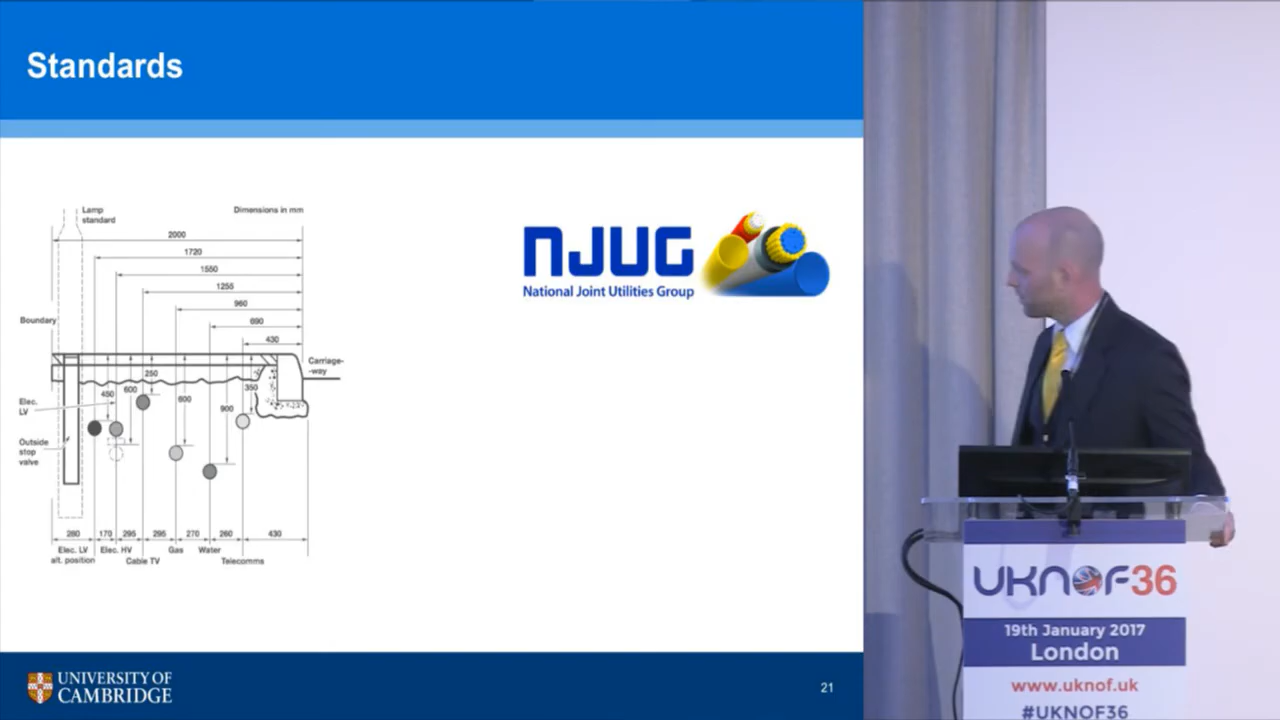 Standards
Lamp
standard
Dimensions in mm
2000
1720
1550
1255
960
690
430
Boundary
Carriage-
-way
250
450
600
600
900
350
Elec.
LV
Outside
stop
valve
280
170
295
295
270
260
430
Elec. LV
alt. position
Elec. HV
Cable TV
Gas
Water
Telecomms
NJUG
National Joint Utilities Group
UNIVERSITY OF
CAMBRIDGE
21
UKNOF36
19th January 2017
London
www.uknof.uk
#UKNOF36